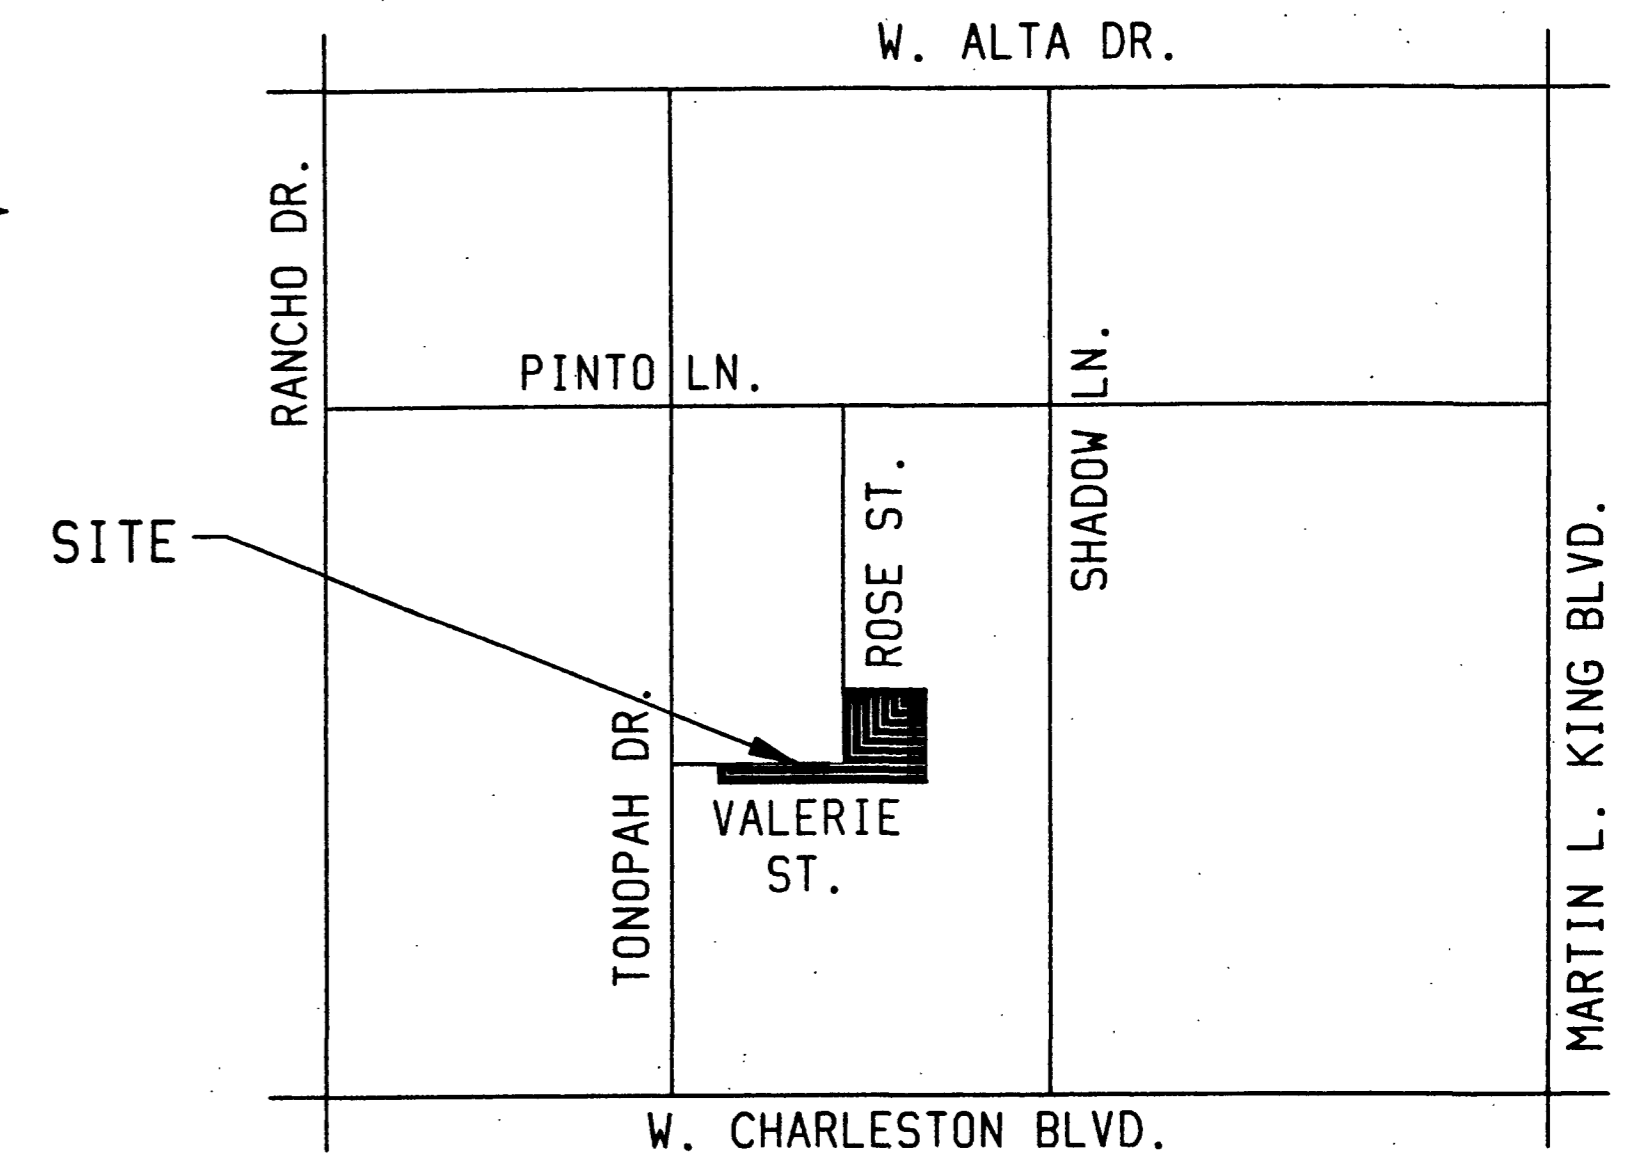 W. ALTA DR.
RANCHO DR.
PINTO LN.
SHADOW LN.
ROSE ST.
SITE
MARTIN L. KING BLVD.
TONOPAH DR.
VALERIE
ST.
W. CHARLESTON BLVD.